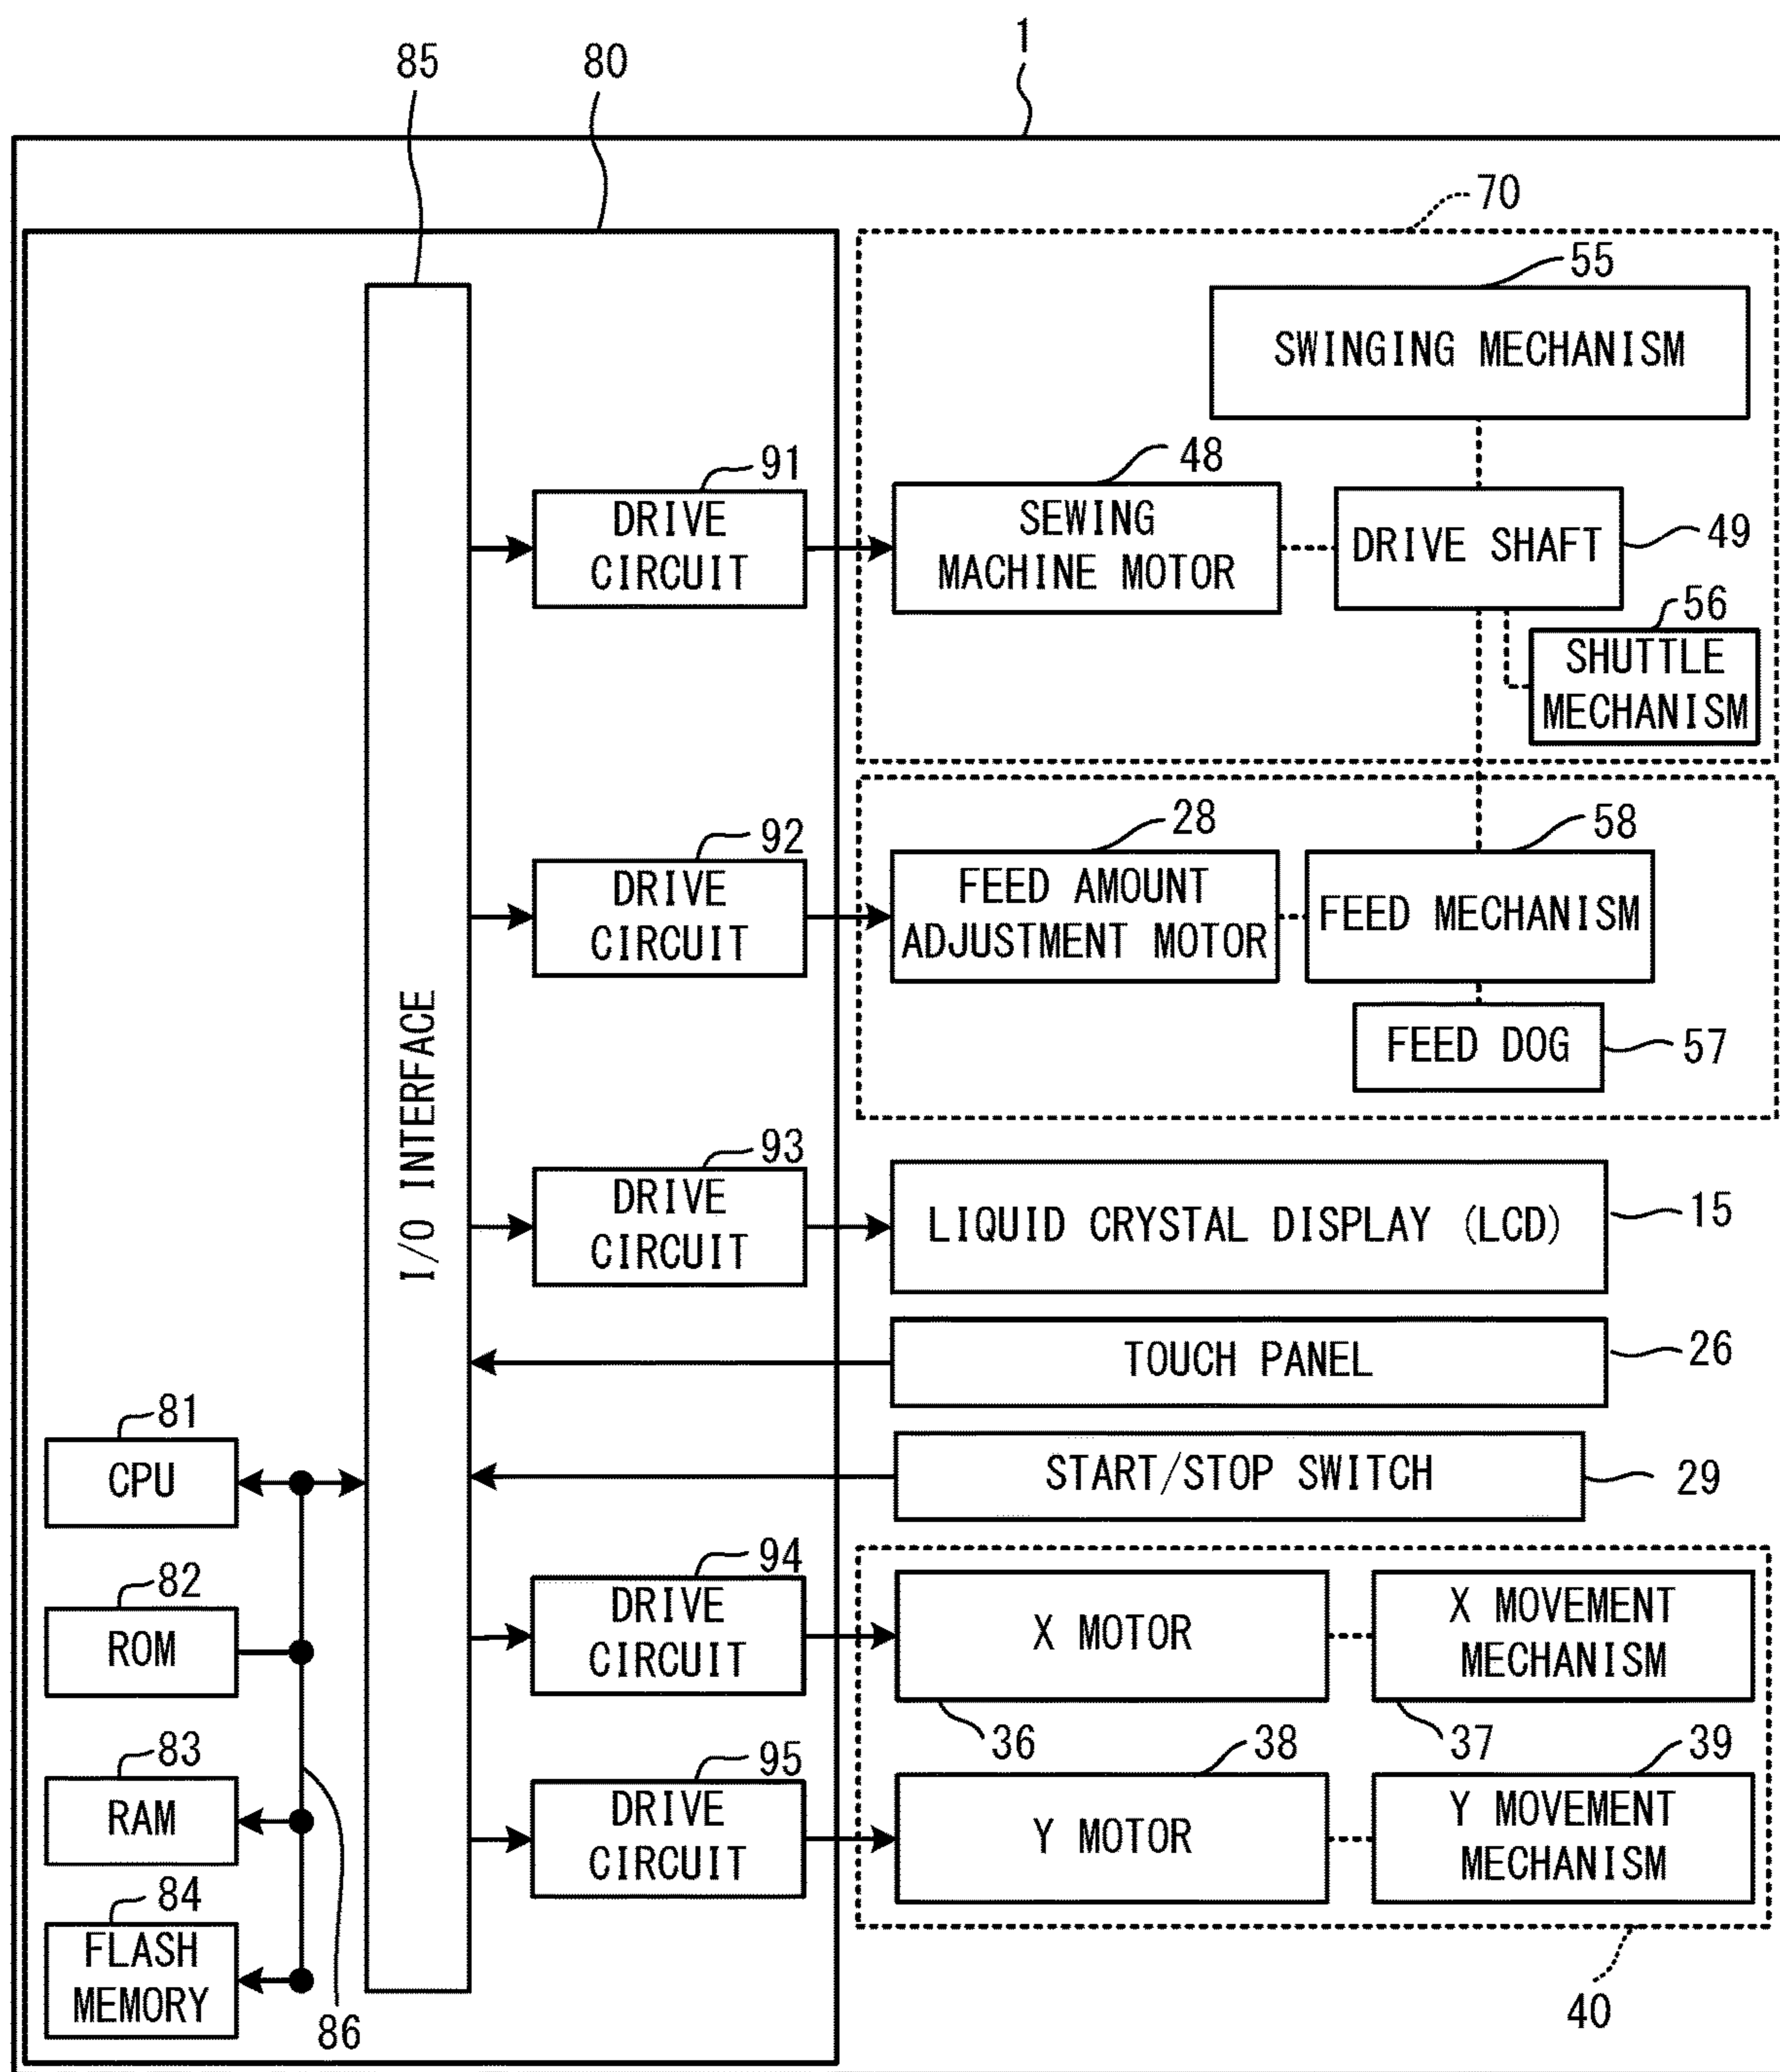 1
85
80
70
55
SWINGING MECHANISM
91
DRIVE
CIRCUIT
48
SEWING
MACHINE MOTOR
DRIVE SHAFT
49
56
SHUTTLE
MECHANISM
92
DRIVE
CIRCUIT
28
FEED AMOUNT
ADJUSTMENT MOTOR
58
FEED MECHANISM
FEED DOG
57
I/O INTERFACE
93
DRIVE
CIRCUIT
LIQUID CRYSTAL DISPLAY (LCD)
15
TOUCH PANEL
26
START/STOP SWITCH
29
81
CPU
82
ROM
83
RAM
84
FLASH
MEMORY
86
94
DRIVE
CIRCUIT
X MOTOR
36
X MOVEMENT
MECHANISM
37
95
DRIVE
CIRCUIT
38
Y MOTOR
39
Y MOVEMENT
MECHANISM
40